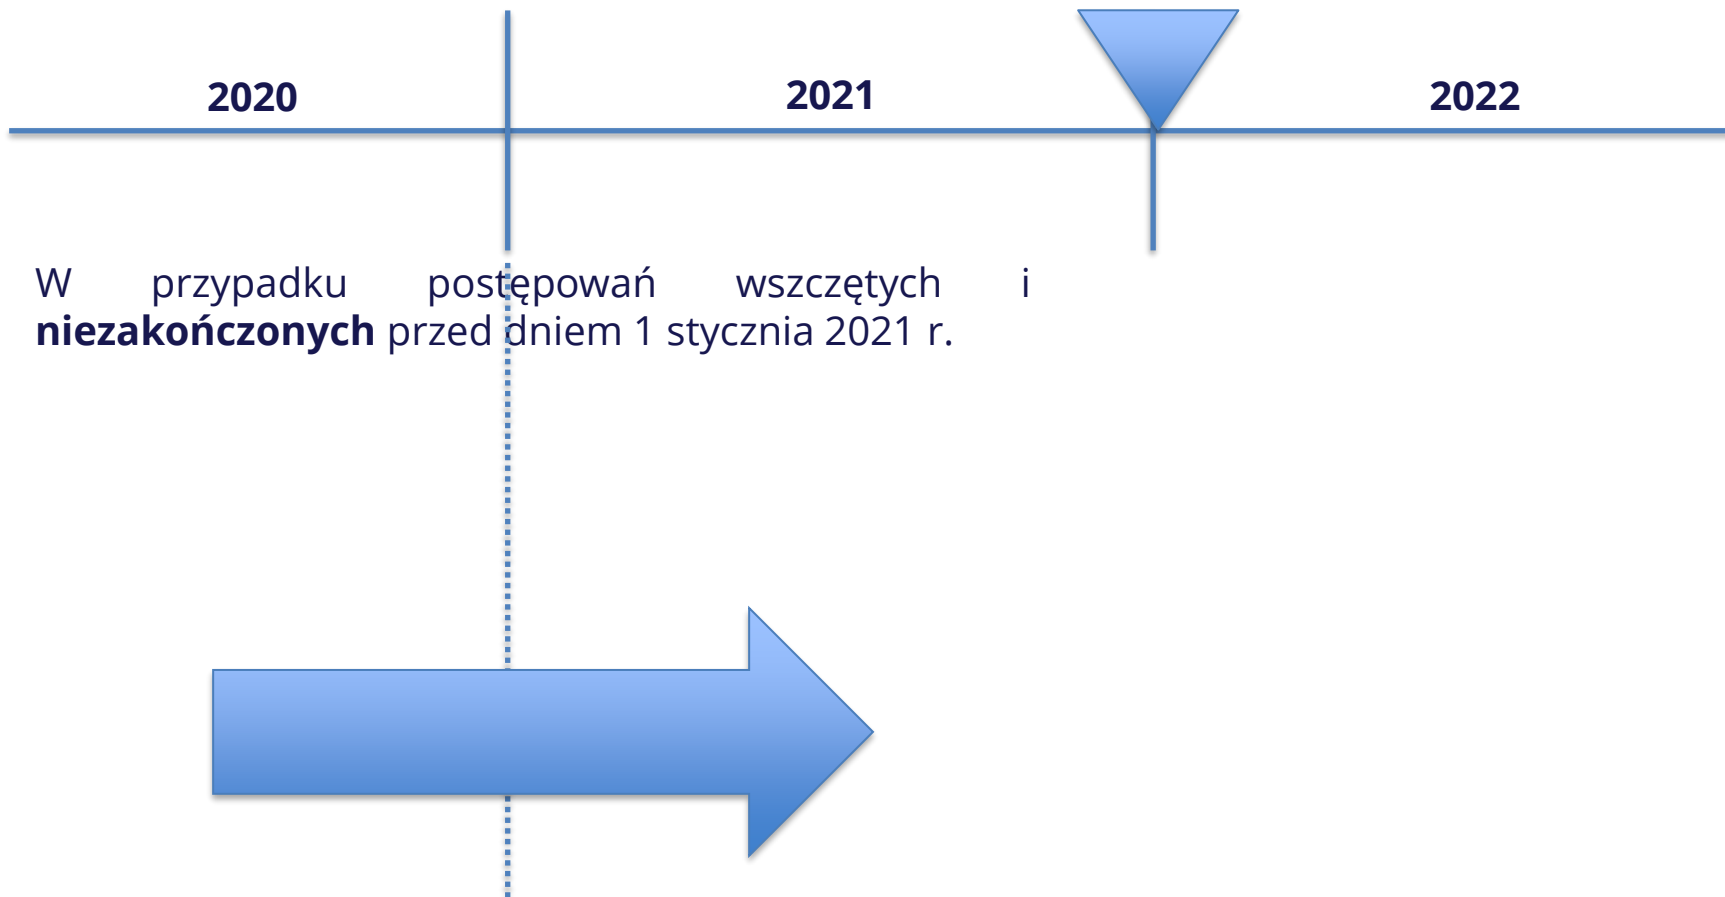 2020
2021
2022
W przypadku postępowań wszczętych i
niezakończonych przed dniem 1 stycznia 2021 r.